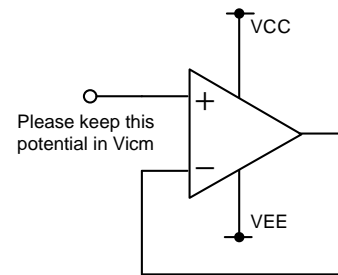 VCC
+
Please keep this
potential in Vicm
−
VEE